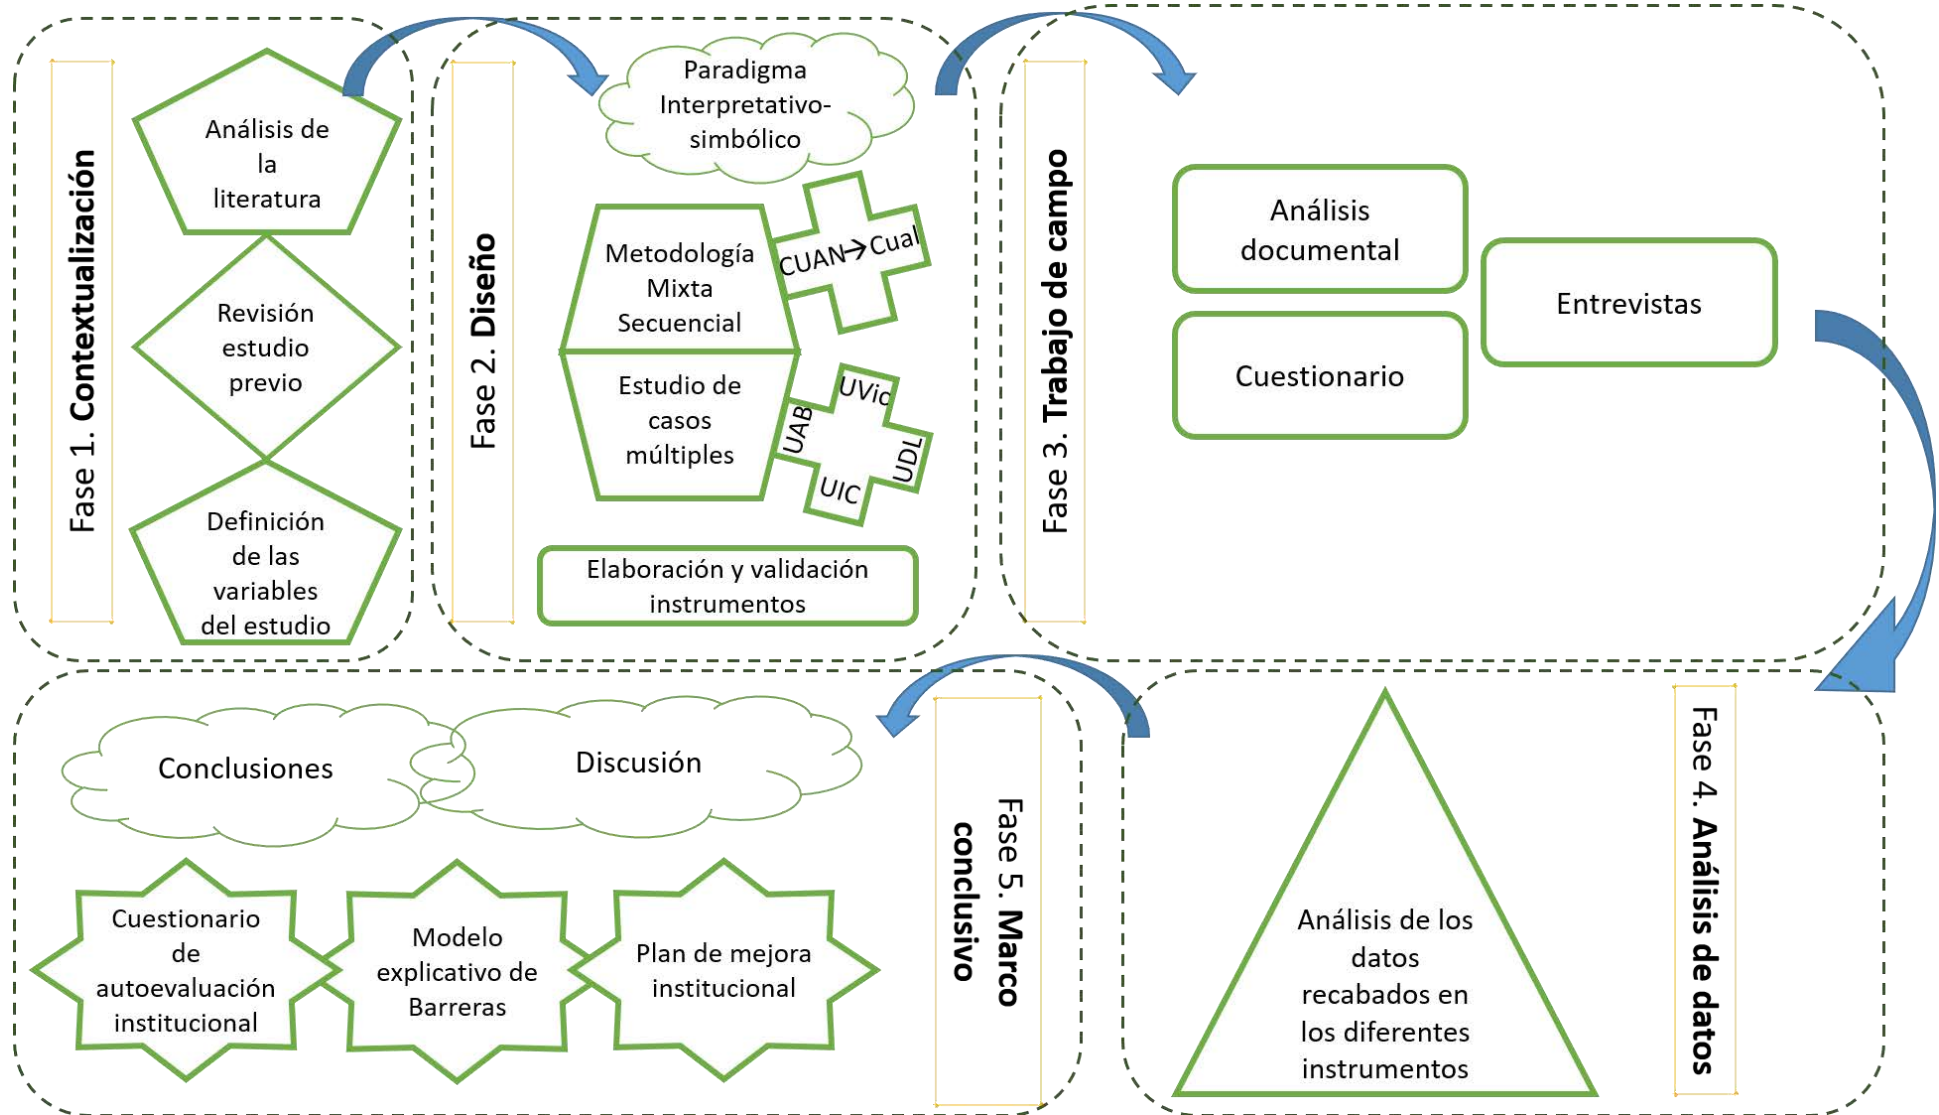 Fase 1. Contextualización
Análisis de
la
literatura
Revisión
estudio
previo
Definición
de las
variables
del estudio
Fase 2. Diseño
Paradigma
Interpretativo-
simbólico
Metodología
Mixta
Secuencial
CUAN→Cual
Estudio de
casos
múltiples
UVic
UAB
UDL
UIC
Elaboración y validación
instrumentos
Fase 3. Trabajo de campo
Análisis
documental
Cuestionario
Entrevistas
Fase 4. Análisis de datos
Análisis de los
datos
recabados en
los diferentes
instrumentos
Fase 5. Marco
conclusivo
Conclusiones
Discusión
Cuestionario
de
autoevaluación
institucional
Modelo
explicativo de
Barreras
Plan de mejora
institucional